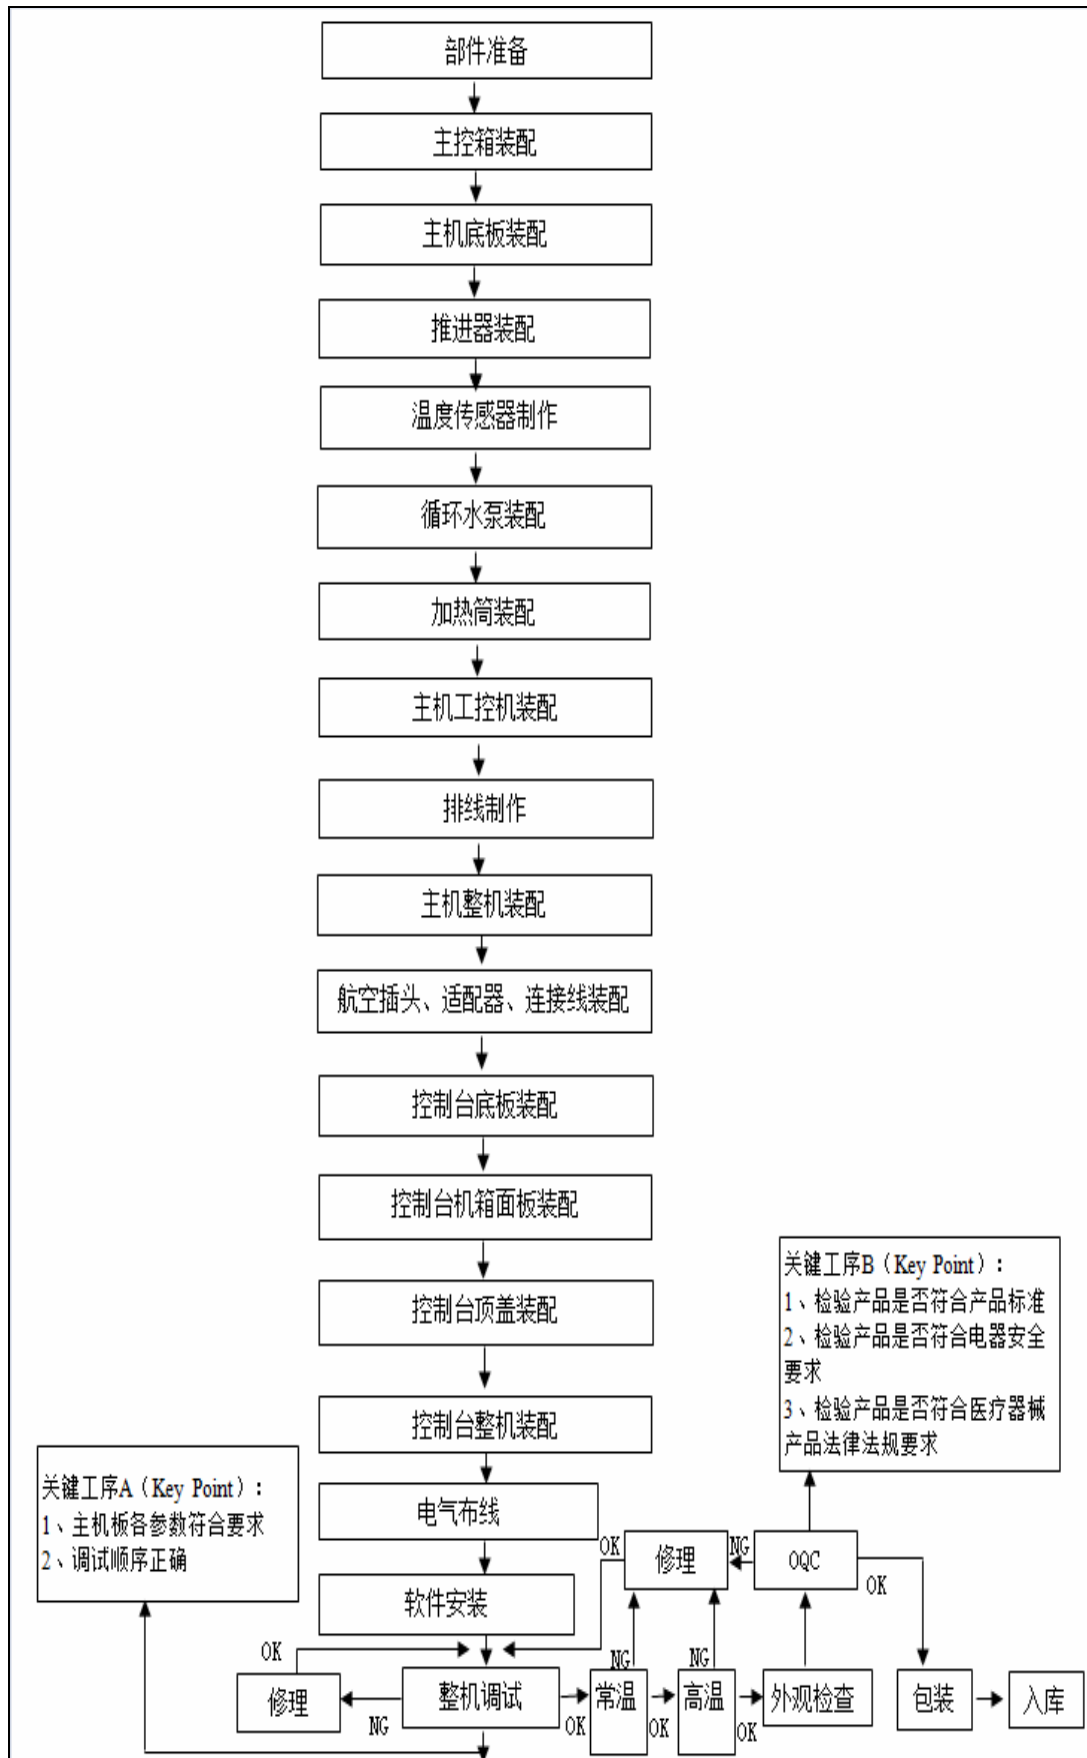 部件准备
主控箱装配
主机底板装配
推进器装配
温度传感器制作
循环水泵装配
加热筒装配
主机工控机装配
排线制作
主机整机装配
航空插头、适配器、连接线装配
控制台底板装配
控制台机箱面板装配
控制台顶盖装配
控制台整机装配
电气布线
软件安装
关键工序B（Key Point）：
1、检验产品是否符合产品标准
2、检验产品是否符合电器安全
要求
3、检验产品是否符合医疗器械
产品法律法规要求
关键工序A（Key Point）：
1、主机板各参数符合要求
2、调试顺序正确
OK
修理
NG
OQC
OK
OK
NG
NG
修理
NG
整机调试
OK
常温
OK
高温
OK
外观检查
包装
入库